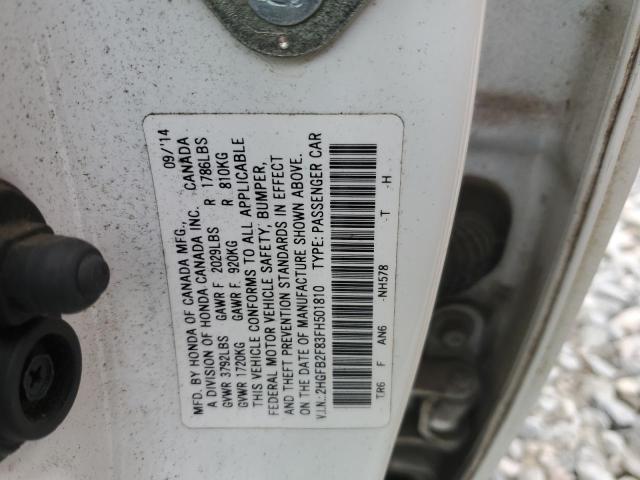 MFD. BY HONDA OF CANADA MFG., 09/14
A DIVISION OF HONDA CANADA INC. CANADA
GVWR 3792LBS GAWR F 2029LBS R 1786LBS
GVWR 1720KG GAWR F 920KG R 810KG
THIS VEHICLE CONFORMS TO ALL APPLICABLE
FEDERAL MOTOR VEHICLE SAFETY, BUMPER,
AND THEFT PREVENTION STANDARDS IN EFFECT
ON THE DATE OF MANUFACTURE SHOWN ABOVE.
V.I.N.: 2HGFB2F83FH501810 TYPE: PASSENGER CAR
TR6 F AN6 -NH578 -T -H